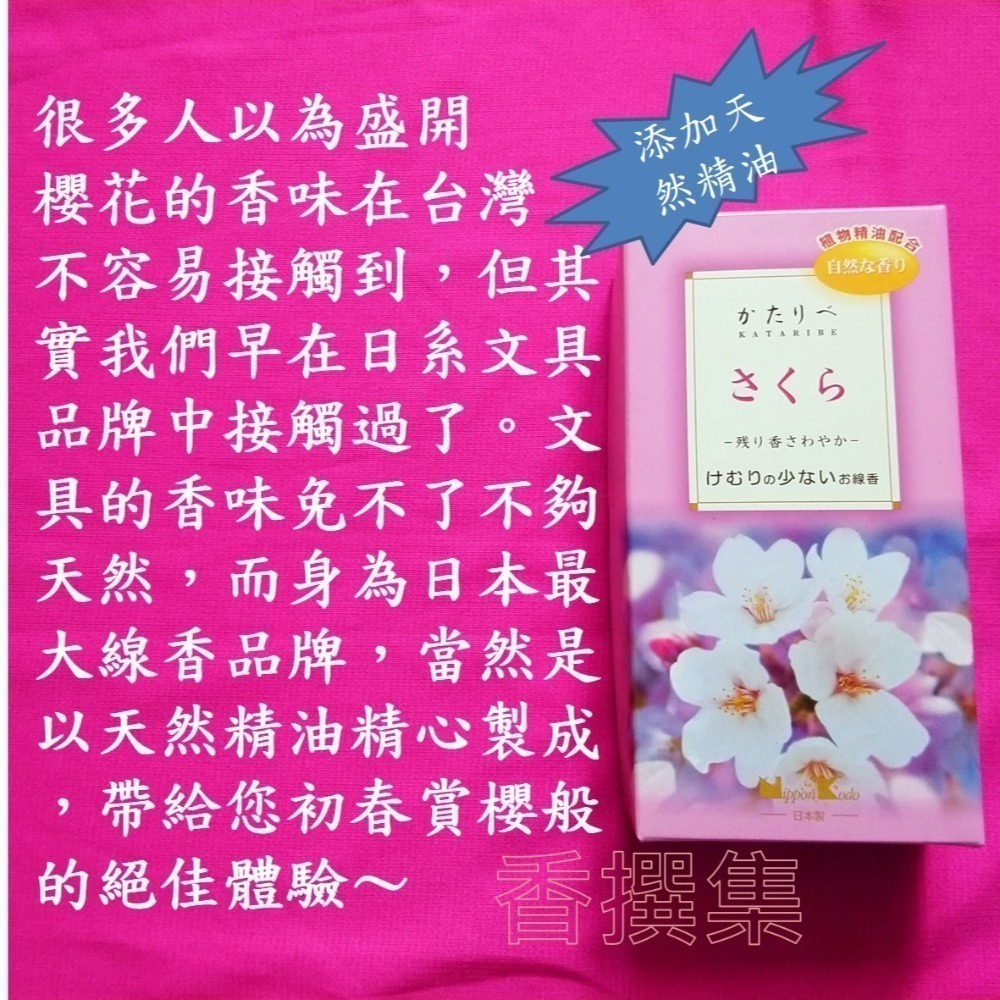 很多人以為盛開
櫻花的香味在台灣
不容易接觸到，但其
實我們早在日系文具
品牌中接觸過了。文
具的香味免不了不夠
天然，而身為日本最
大線香品牌，當然是
以天然精油精心製成
，帶給您初春賞櫻般
的絕佳體驗～
添加天
然精油
植物精油配合
自然な香り
かたりべ
KATARIBE
さくら
−残り香さわやか−
けむりの少ないお線香
Nippon Kodo
日本製
香撰集